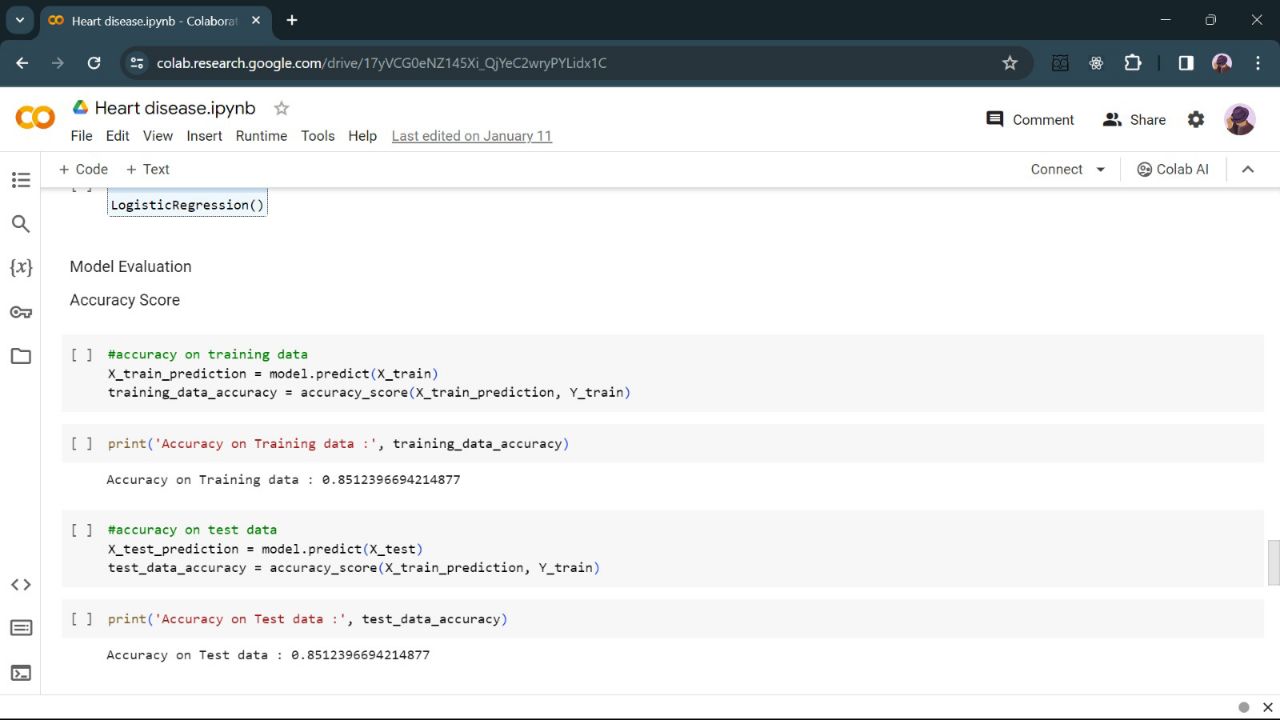 Heart disease.ipynb - Colaborat
colab.research.google.com/drive/17yVCG0eNZ145Xi_QjYeC2wryPYLidx1C
Heart disease.ipynb
Comment
Share
File Edit View Insert Runtime Tools Help Last edited on January 11
+ Code + Text
Connect
Colab AI
LogisticRegression()
{x}
Model Evaluation
Accuracy Score
[ ] #accuracy on training data
X_train_prediction = model.predict(X_train)
training_data_accuracy = accuracy_score(X_train_prediction, Y_train)
[ ] print('Accuracy on Training data :', training_data_accuracy)
Accuracy on Training data : 0.8512396694214877
[ ] #accuracy on test data
X_test_prediction = model.predict(X_test)
test_data_accuracy = accuracy_score(X_train_prediction, Y_train)
[ ] print('Accuracy on Test data :', test_data_accuracy)
Accuracy on Test data : 0.8512396694214877